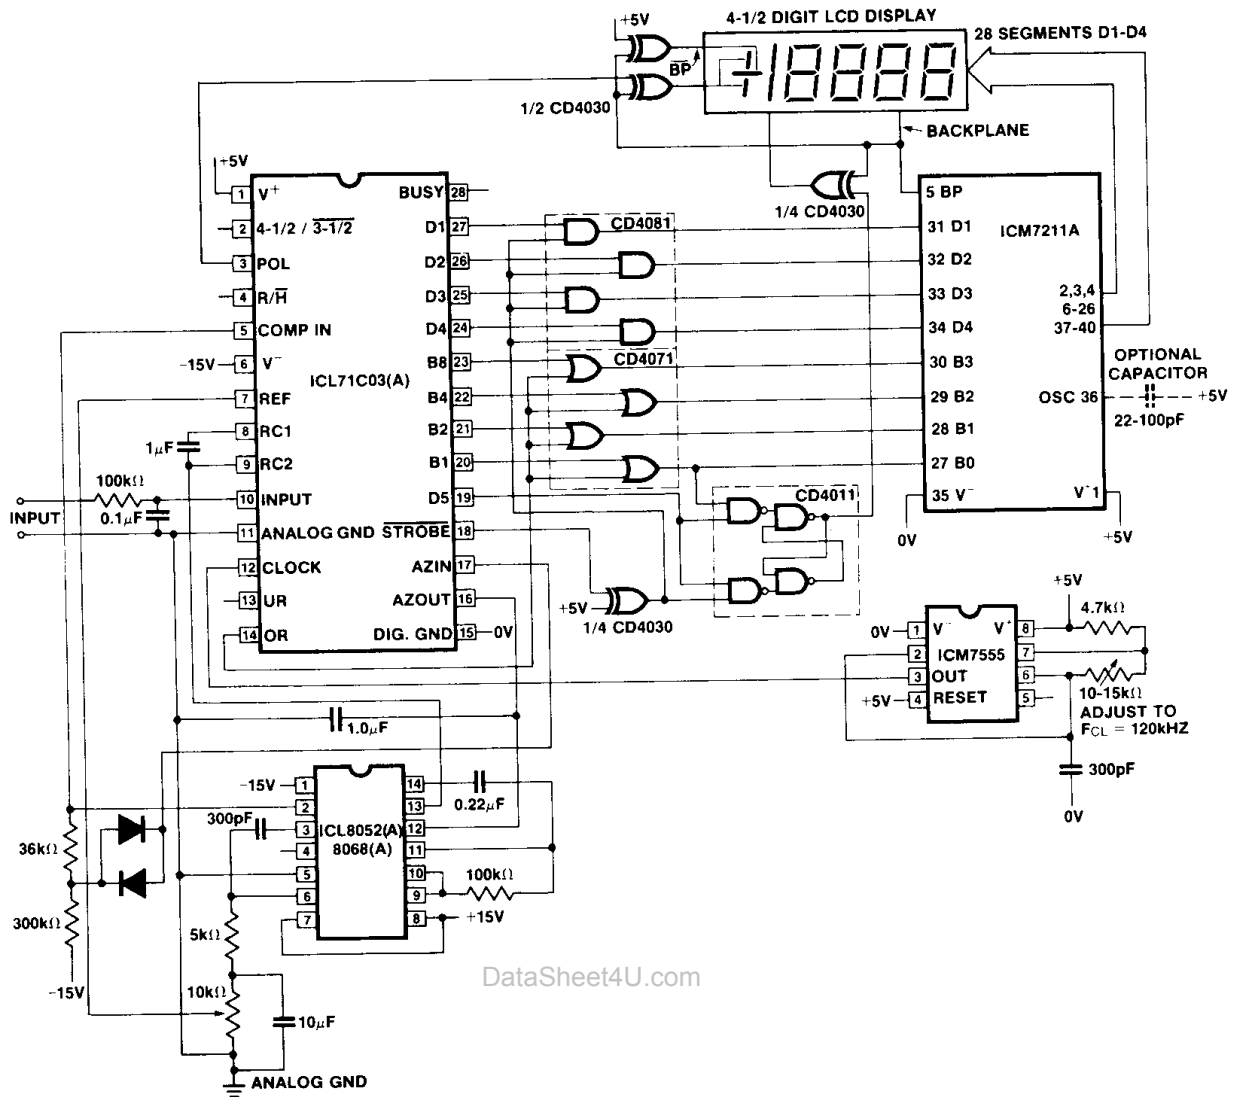 +5V
4-1/2 DIGIT LCD DISPLAY
28 SEGMENTS D1-D4
BP
1/2 CD4030
BACKPLANE
1/4 CD4030
+5V
1 V+
4-1/2 / 3-1/2
2
3 POL
4 R/H
5 COMP IN
-15V 6 V-
7 REF
8 RC1
9 RC2
10 INPUT
11 ANALOG GND
12 CLOCK
13 UR
14 OR
ICL71C03(A)
BUSY 28
D1 27
D2 26
D3 25
D4 24
B8 23
B4 22
B2 21
B1 20
D5 19
STROBE 18
AZIN 17
AZOUT 16
DIG. GND 15 0V
CD4081
CD4071
CD4011
+5V
1/4 CD4030
5 BP
31 D1
ICM7211A
32 D2
33 D3
34 D4
30 B3
29 B2
28 B1
27 B0
35 V-
0V
2,3,4
6-26
37-40
OSC 36
V+ 1
+5V
OPTIONAL
CAPACITOR
+5V
22-100pF
1μF
100kΩ
INPUT
0.1μF
+5V
4.7kΩ
0V 1 V-
V+ 8
2 ICM7555 7
3 OUT 6
+5V 4 RESET 5
10-15kΩ
ADJUST TO
FCL = 120kHZ
300pF
0V
1.0μF
-15V 1
2
300pF 3
4
5
6
7
ICL8052(A)
8068(A)
14
13
12
11
10
9
8
0.22μF
100kΩ
+15V
36kΩ
300kΩ
-15V
5kΩ
10kΩ
10μF
ANALOG GND
DataSheet4U.com